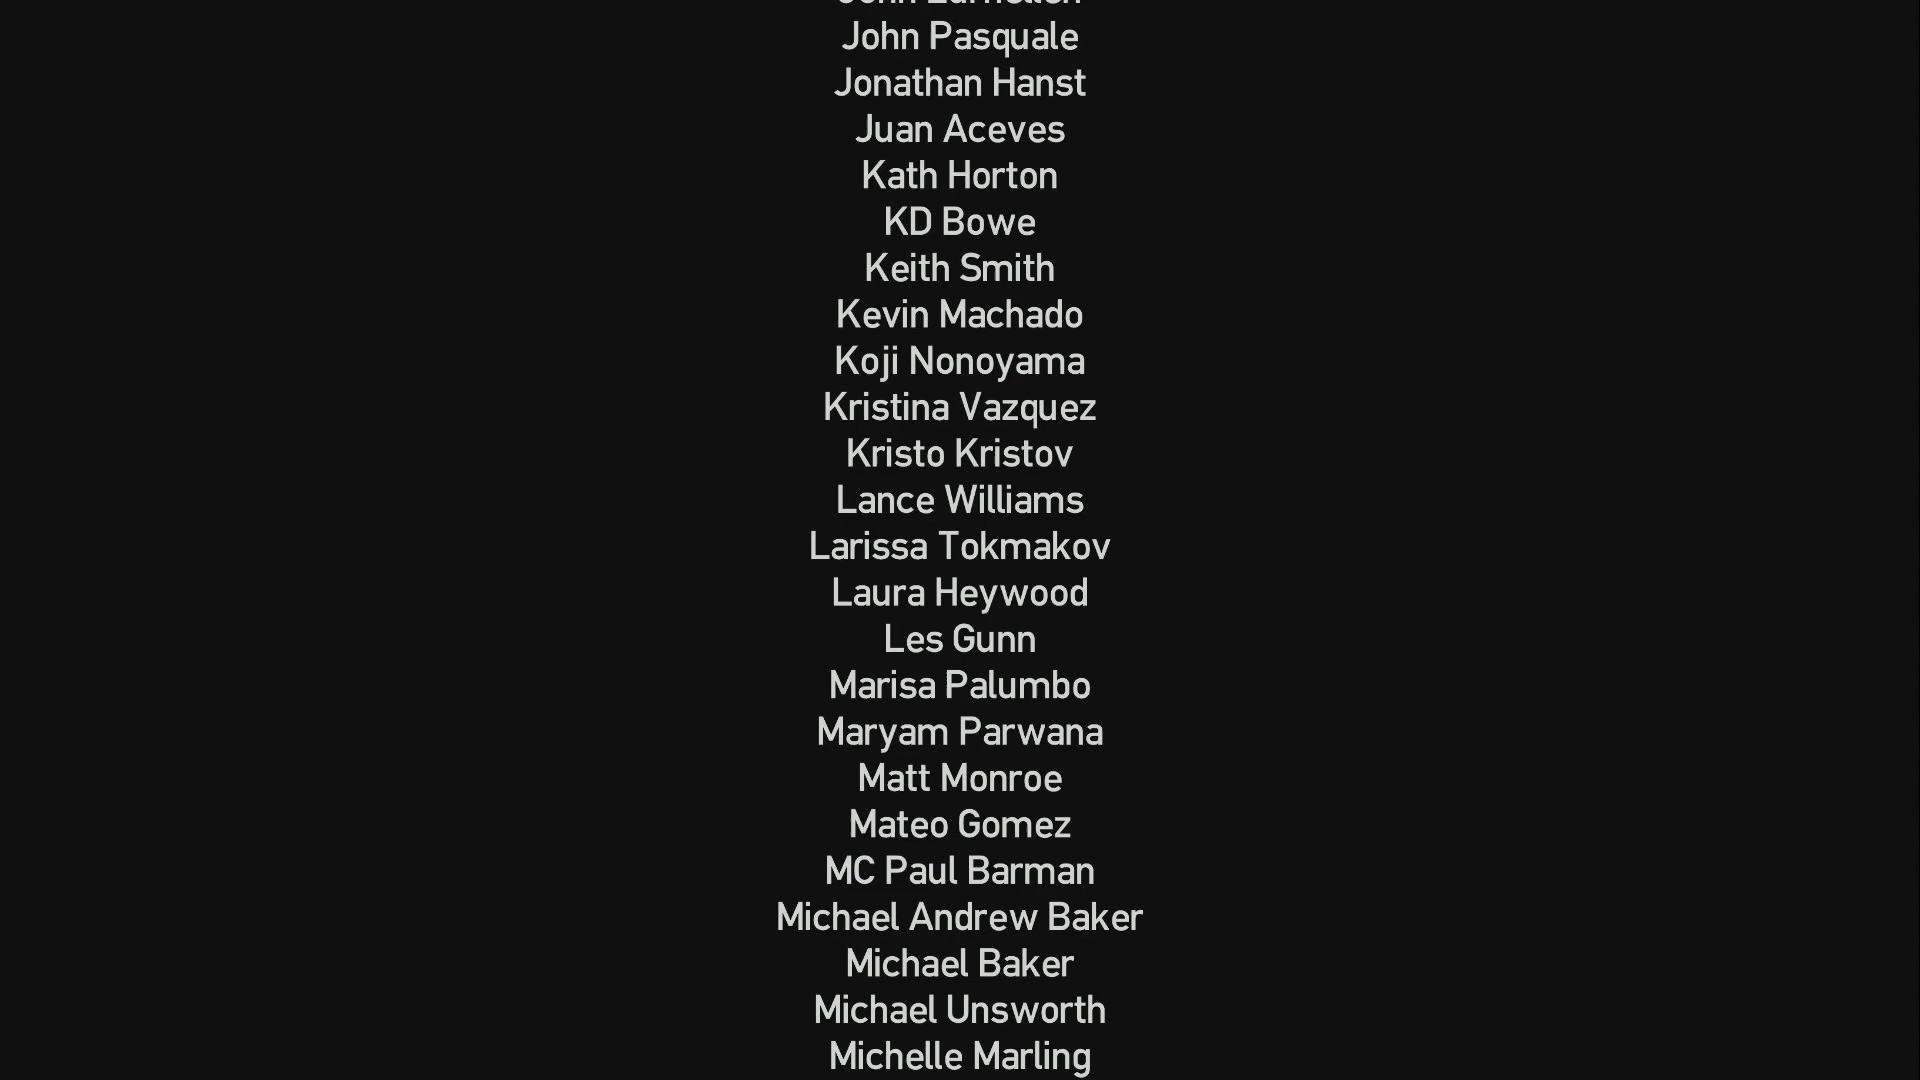 John Pasquale
Jonathan Hanst
Juan Aceves
Kath Horton
KD Bowe
Keith Smith
Kevin Machado
Koji Nonoyama
Kristina Vazquez
Kristo Kristov
Lance Williams
Larissa Tokmakov
Laura Heywood
Les Gunn
Marisa Palumbo
Maryam Parwana
Matt Monroe
Mateo Gomez
MC Paul Barman
Michael Andrew Baker
Michael Baker
Michael Unsworth
Michelle Marling